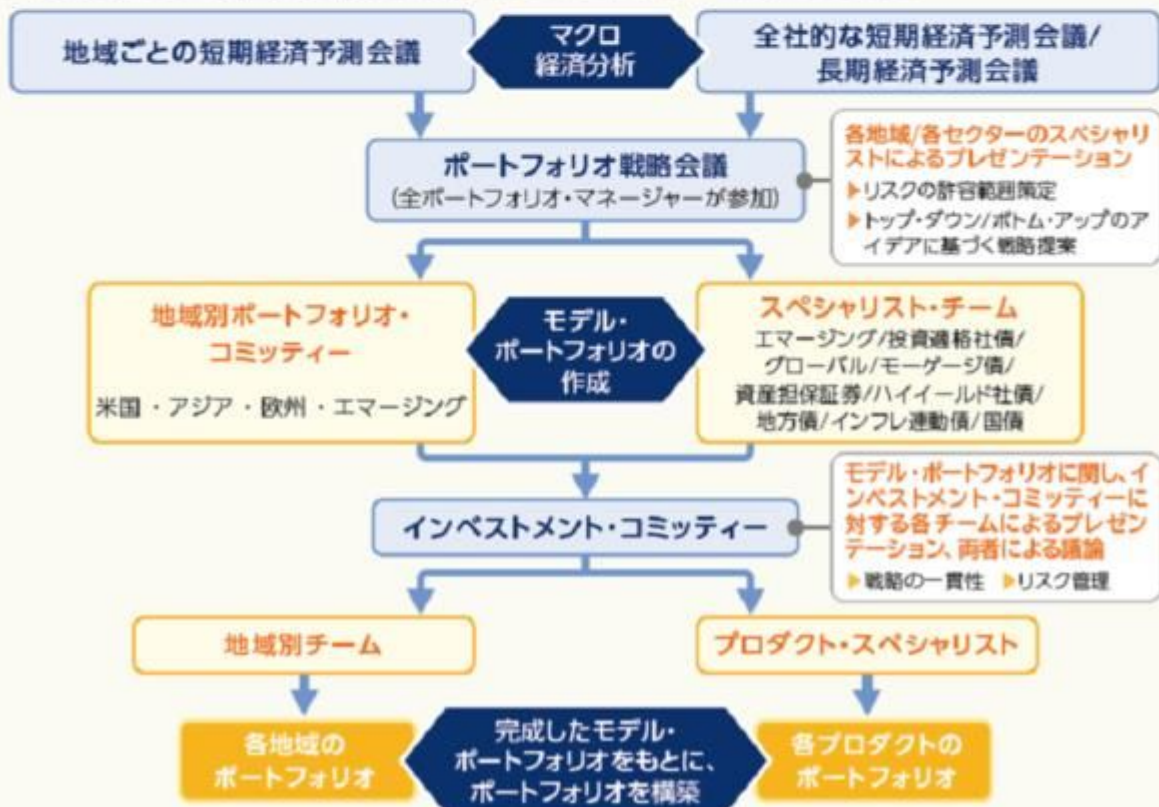 地域ごとの短期経済予測会議
マクロ
経済分析
全社的な短期経済予測会議/
長期経済予測会議
ポートフォリオ戦略会議
(全ポートフォリオ・マネージャーが参加)
各地域/各セクターのスペシャリ
ストによるプレゼンテーション
▶リスクの許容範囲策定
▶トップ・ダウン/ボトム・アップのア
イデアに基づく戦略提案
地域別ポートフォリオ・
コミッティー
米国・アジア・欧州・エマージング
モデル・
ポートフォリオの
作成
スペシャリスト・チーム
エマージング/投資適格社債/
グローバル/モーゲージ債/
資産担保証券/ハイイールド社債/
地方債/インフレ連動債/国債
インベストメント・コミッティー
モデル・ポートフォリオに関し、イ
ンベストメント・コミッティーに
対する各チームによるプレゼン
テーション、両者による議論
▶戦略の一貫性 ▶リスク管理
地域別チーム
プロダクト・スペシャリスト
各地域の
ポートフォリオ
完成したモデル・
ポートフォリオをもとに、
ポートフォリオを構築
各プロダクトの
ポートフォリオ